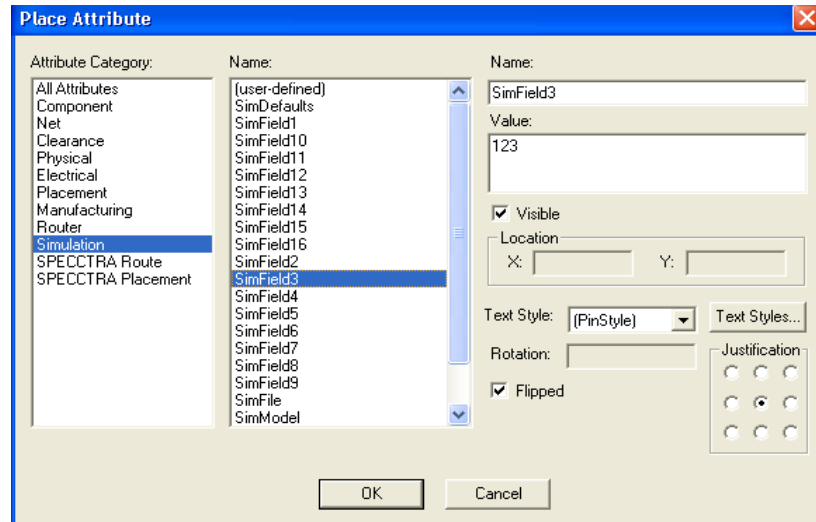 Place Attribute
Attribute Category:
All Attributes
Component
Net
Clearance
Physical
Electrical
Placement
Manufacturing
Router
Simulation
SPECCTRA Route
SPECCTRA Placement
Name:
(user-defined)
SimDefaults
SimField1
SimField10
SimField11
SimField12
SimField13
SimField14
SimField15
SimField16
SimField2
SimField3
SimField4
SimField5
SimField6
SimField7
SimField8
SimField9
SimFile
SimModel
Name:
SimField3
Value:
123
Visible
Location
X: Y:
Text Style: (PinStyle) Text Styles...
Rotation:
Justification
Flipped
OK Cancel